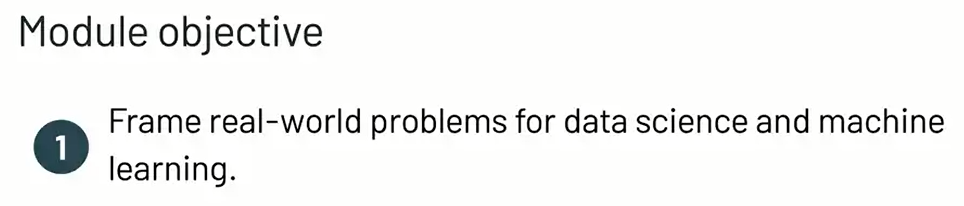 Module objective
1
Frame real-world problems for data science and machine
learning.